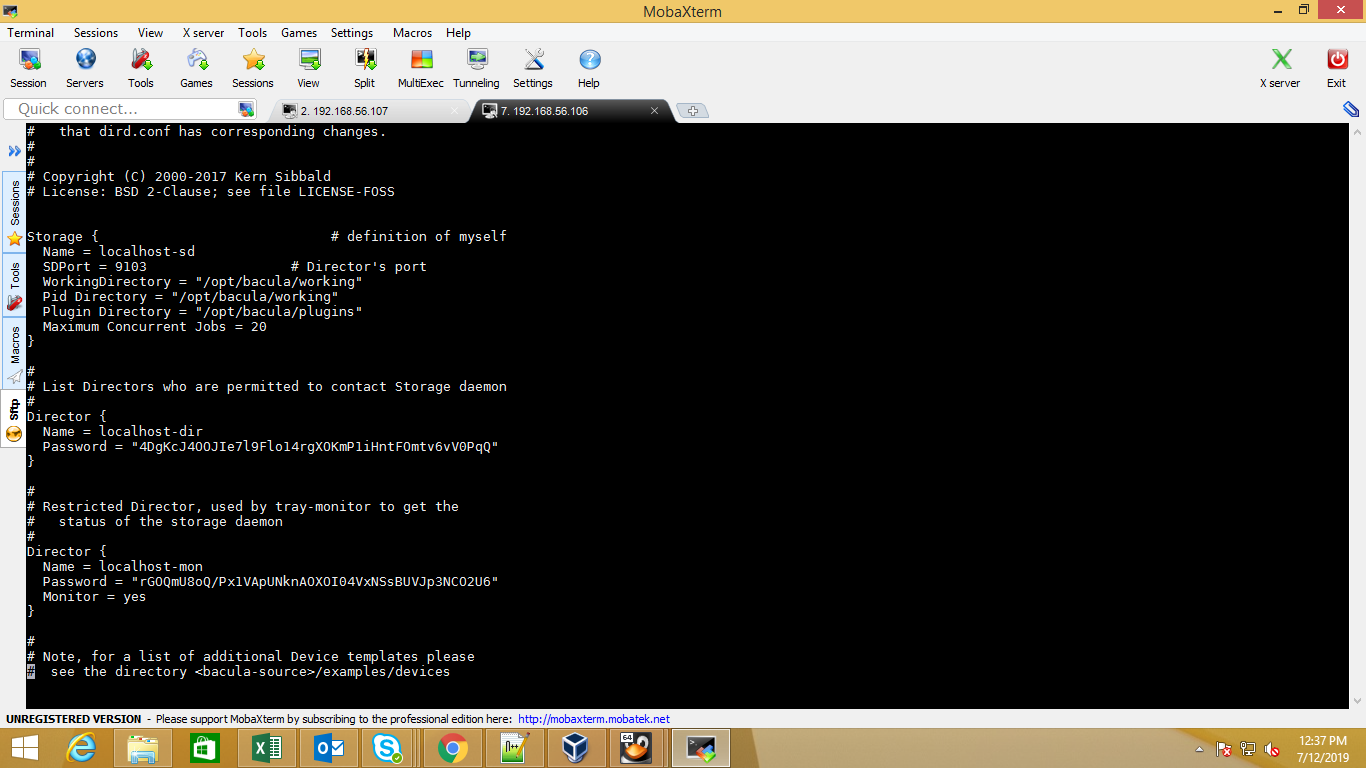 MobaXterm
Terminal Sessions View X server Tools Games Settings Macros Help
Session Servers Tools Games Sessions View Split MultiExec Tunneling Settings Help X server Exit
Quick connect...
2. 192.168.56.107
7. 192.168.56.106
Sessions
Tools
Macros
Sftp
#   that dird.conf has corresponding changes.
#
#
# Copyright (C) 2000-2017 Kern Sibbald
# License: BSD 2-Clause; see file LICENSE-FOSS
Storage {                             # definition of myself
  Name = localhost-sd
  SDPort = 9103                  # Director's port
  WorkingDirectory = "/opt/bacula/working"
  Pid Directory = "/opt/bacula/working"
  Plugin Directory = "/opt/bacula/plugins"
  Maximum Concurrent Jobs = 20
}
#
# List Directors who are permitted to contact Storage daemon
#
Director {
  Name = localhost-dir
  Password = "4DgKcJ4OOJIe7l9Flo14rgXOKmP1iHntFOmtv6vV0PqQ"
}
#
# Restricted Director, used by tray-monitor to get the
#   status of the storage daemon
#
Director {
  Name = localhost-mon
  Password = "rGOQmU8oQ/Px1VApUNknAOXOI04VxNSsBUVJp3NCO2U6"
  Monitor = yes
}
#
# Note, for a list of additional Device templates please
#  see the directory <bacula-source>/examples/devices
UNREGISTERED VERSION - Please support MobaXterm by subscribing to the professional edition here: http://mobaxterm.mobatek.net
64
12:37 PM
7/12/2019